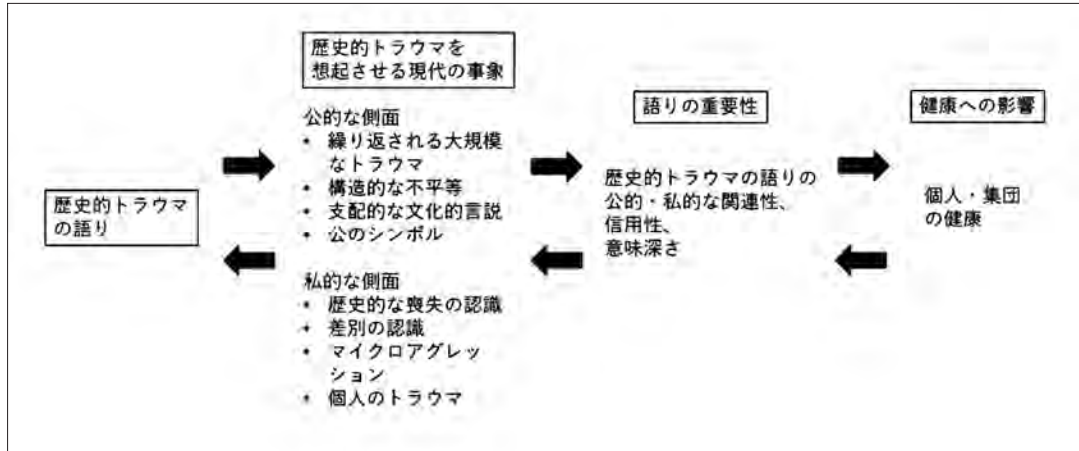 歴史的トラウマ
の語り
歴史的トラウマを
想起させる現代の事象
公的な側面
• 繰り返される大規模
なトラウマ
• 構造的な不平等
• 支配的な文化的言説
• 公のシンボル
私的な側面
• 歴史的な喪失の認識
• 差別の認識
• マイクロアグレッ
ション
• 個人のトラウマ
語りの重要性
歴史的トラウマの語りの
公的・私的な関連性、
信用性、
意味深さ
健康への影響
個人・集団
の健康